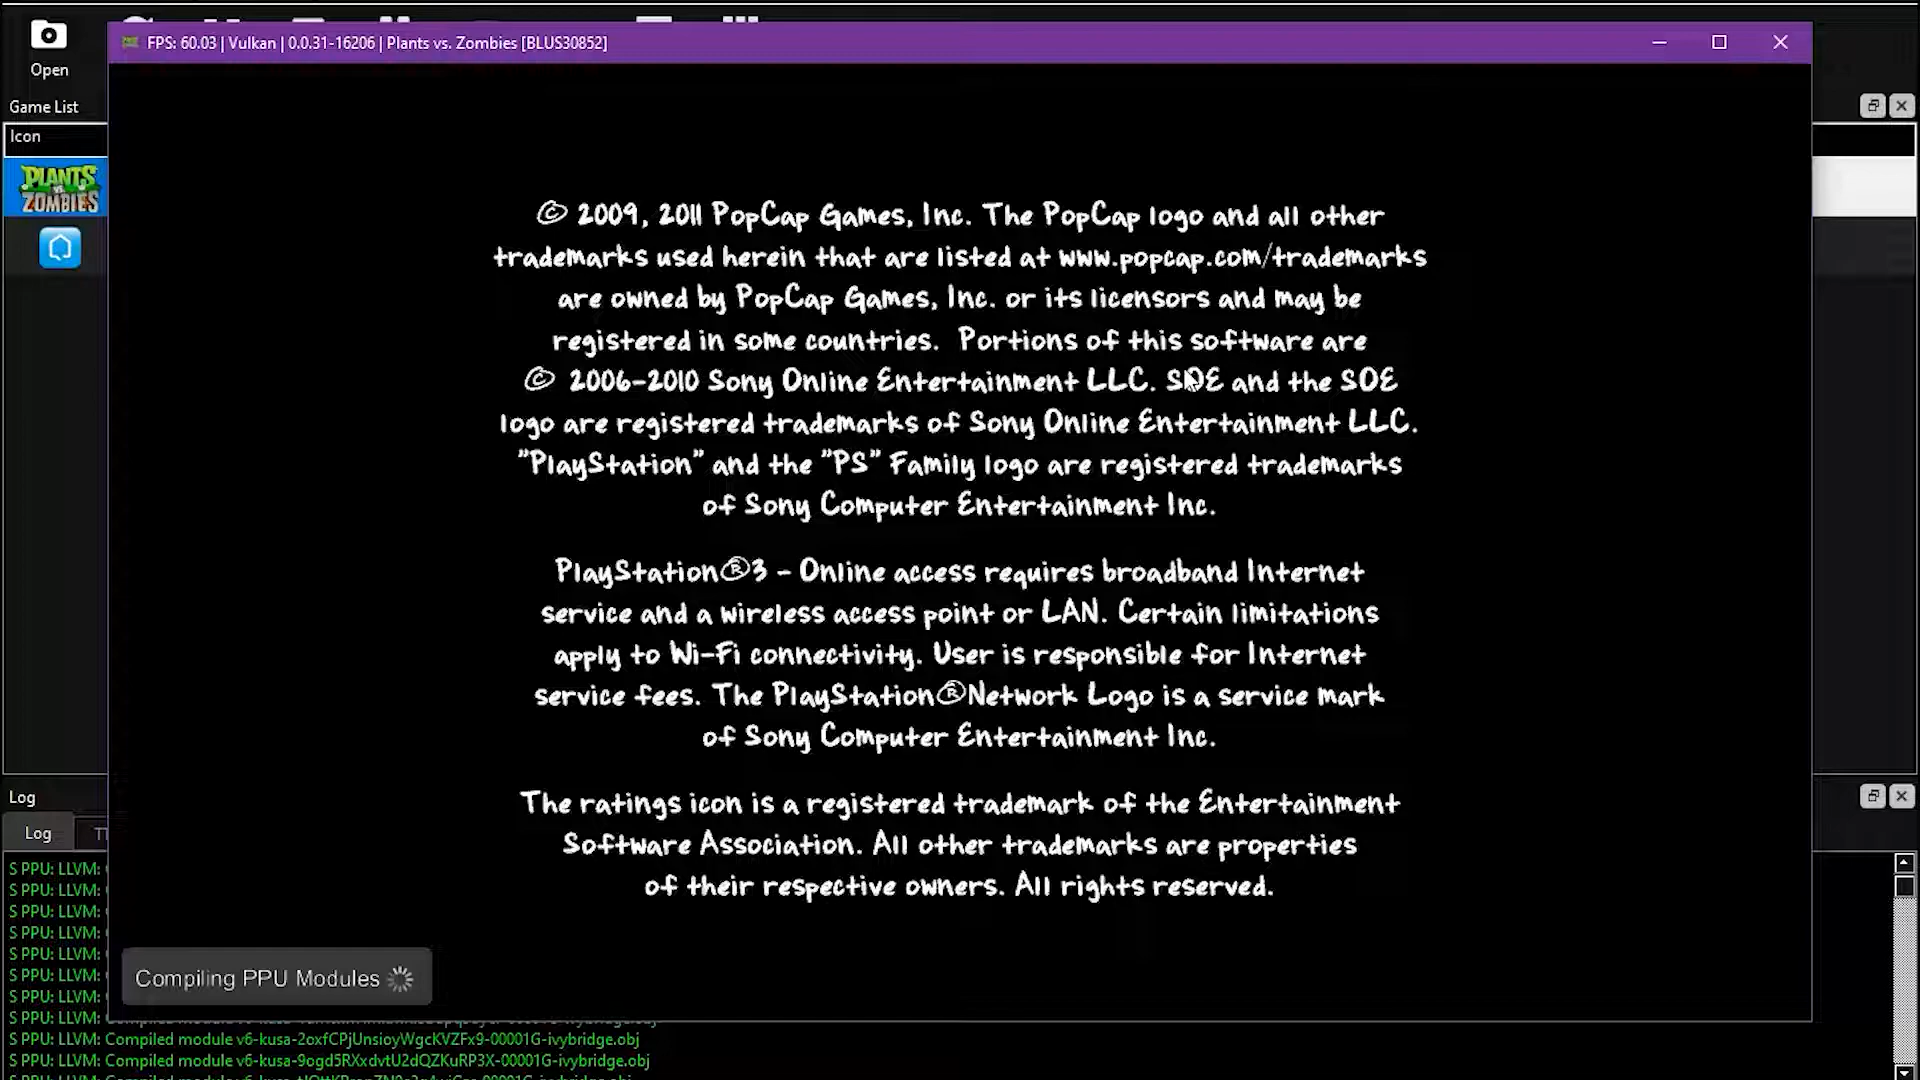 Open
FPS: 60.03 | Vulkan | 0.0.31-16206 | Plants vs. Zombies [BLUS30852]
Game List
Icon
PLANTS
VS.
ZOMBIES
© 2009, 2011 PopCap Games, Inc. The PopCap logo and all other
trademarks used herein that are listed at www.popcap.com/trademarks
are owned by PopCap Games, Inc. or its licensors and may be
registered in some countries. Portions of this software are
© 2006-2010 Sony Online Entertainment LLC. SOE and the SOE
logo are registered trademarks of Sony Online Entertainment LLC.
"PlayStation" and the "PS" Family logo are registered trademarks
of Sony Computer Entertainment Inc.
PlayStation®3 - Online access requires broadband Internet
service and a wireless access point or LAN. Certain limitations
apply to Wi-Fi connectivity. User is responsible for Internet
service fees. The PlayStation®Network Logo is a service mark
of Sony Computer Entertainment Inc.
The ratings icon is a registered trademark of the Entertainment
Software Association. All other trademarks are properties
of their respective owners. All rights reserved.
Compiling PPU Modules
Log
Log
S PPU: LLVM:
S PPU: LLVM:
S PPU: LLVM:
S PPU: LLVM:
S PPU: LLVM:
S PPU: LLVM:
S PPU: LLVM:
S PPU: LLVM: Compiled module
S PPU: LLVM: Compiled module v6-kusa-2oxfCPjUnsioyWgcKVZFx9-00001G-ivybridge.obj
S PPU: LLVM: Compiled module v6-kusa-9ogd5RXxdvtU2dQZKuRP3X-00001G-ivybridge.obj